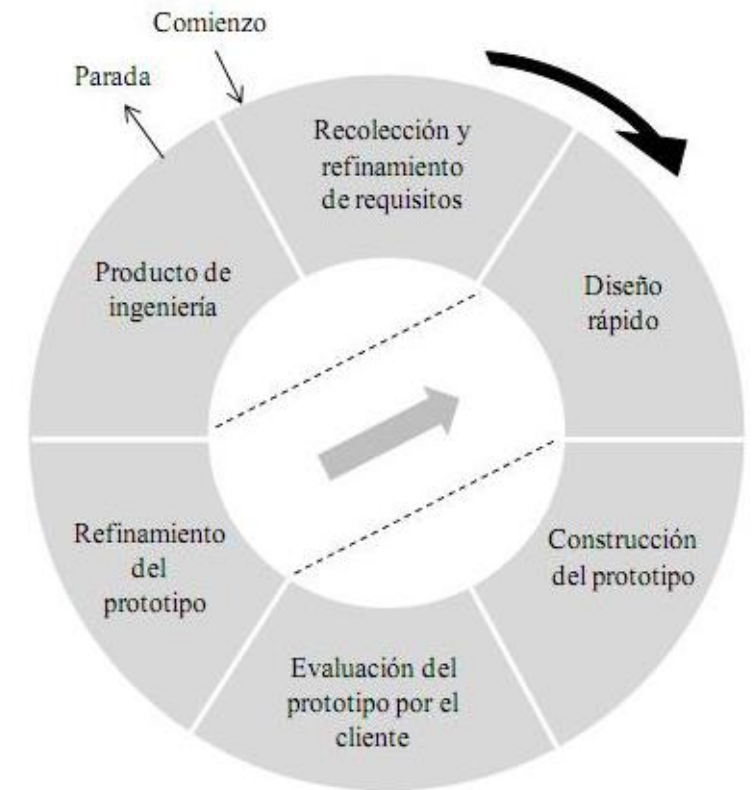 Comienzo
Parada
Recolección y
refinamiento
de requisitos
Diseño
rápido
Construcción
del prototipo
Evaluación del
prototipo por el
cliente
Refinamiento
del
prototipo
Producto de
ingeniería